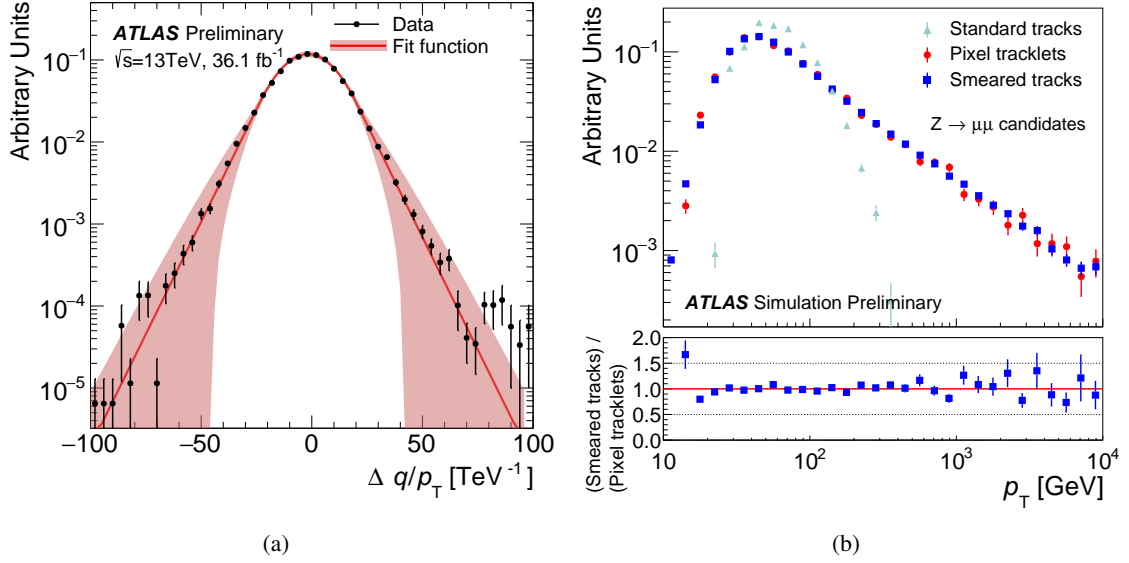 Arbitrary Units
ATLAS Preliminary
√s=13TeV, 36.1 fb⁻¹
Data
Fit function
10⁻¹
10⁻²
10⁻³
10⁻⁴
10⁻⁵
−100 −50 0 50 100
Δ q/p_T [TeV⁻¹]
(a)
Arbitrary Units
Standard tracks
Pixel tracklets
Smeared tracks
Z → μμ candidates
10⁻¹
10⁻²
10⁻³
ATLAS Simulation Preliminary
(Smeared tracks) /
(Pixel tracklets)
2.0
1.5
1.0
0.5
0.0
10 10² 10³ 10⁴
p_T [GeV]
(b)